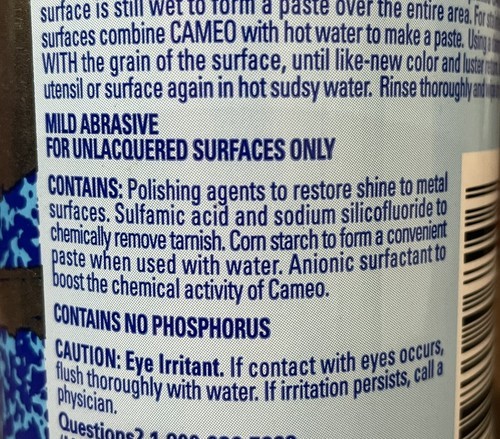 surface is still wet to form a paste over the entire area. For
surfaces combine CAMEO with hot water to make a paste. Using
WITH the grain of the surface, until like-new color and luster
utensil or surface again in hot sudsy water. Rinse thoroughly and
MILD ABRASIVE
FOR UNLACQUERED SURFACES ONLY
CONTAINS: Polishing agents to restore shine to metal
surfaces. Sulfamic acid and sodium silicofluoride to
chemically remove tarnish. Corn starch to form a convenient
paste when used with water. Anionic surfactant to
boost the chemical activity of Cameo.
CONTAINS NO PHOSPHORUS
CAUTION: Eye Irritant. If contact with eyes occurs,
flush thoroughly with water. If irritation persists, call a
physician.
Questions?